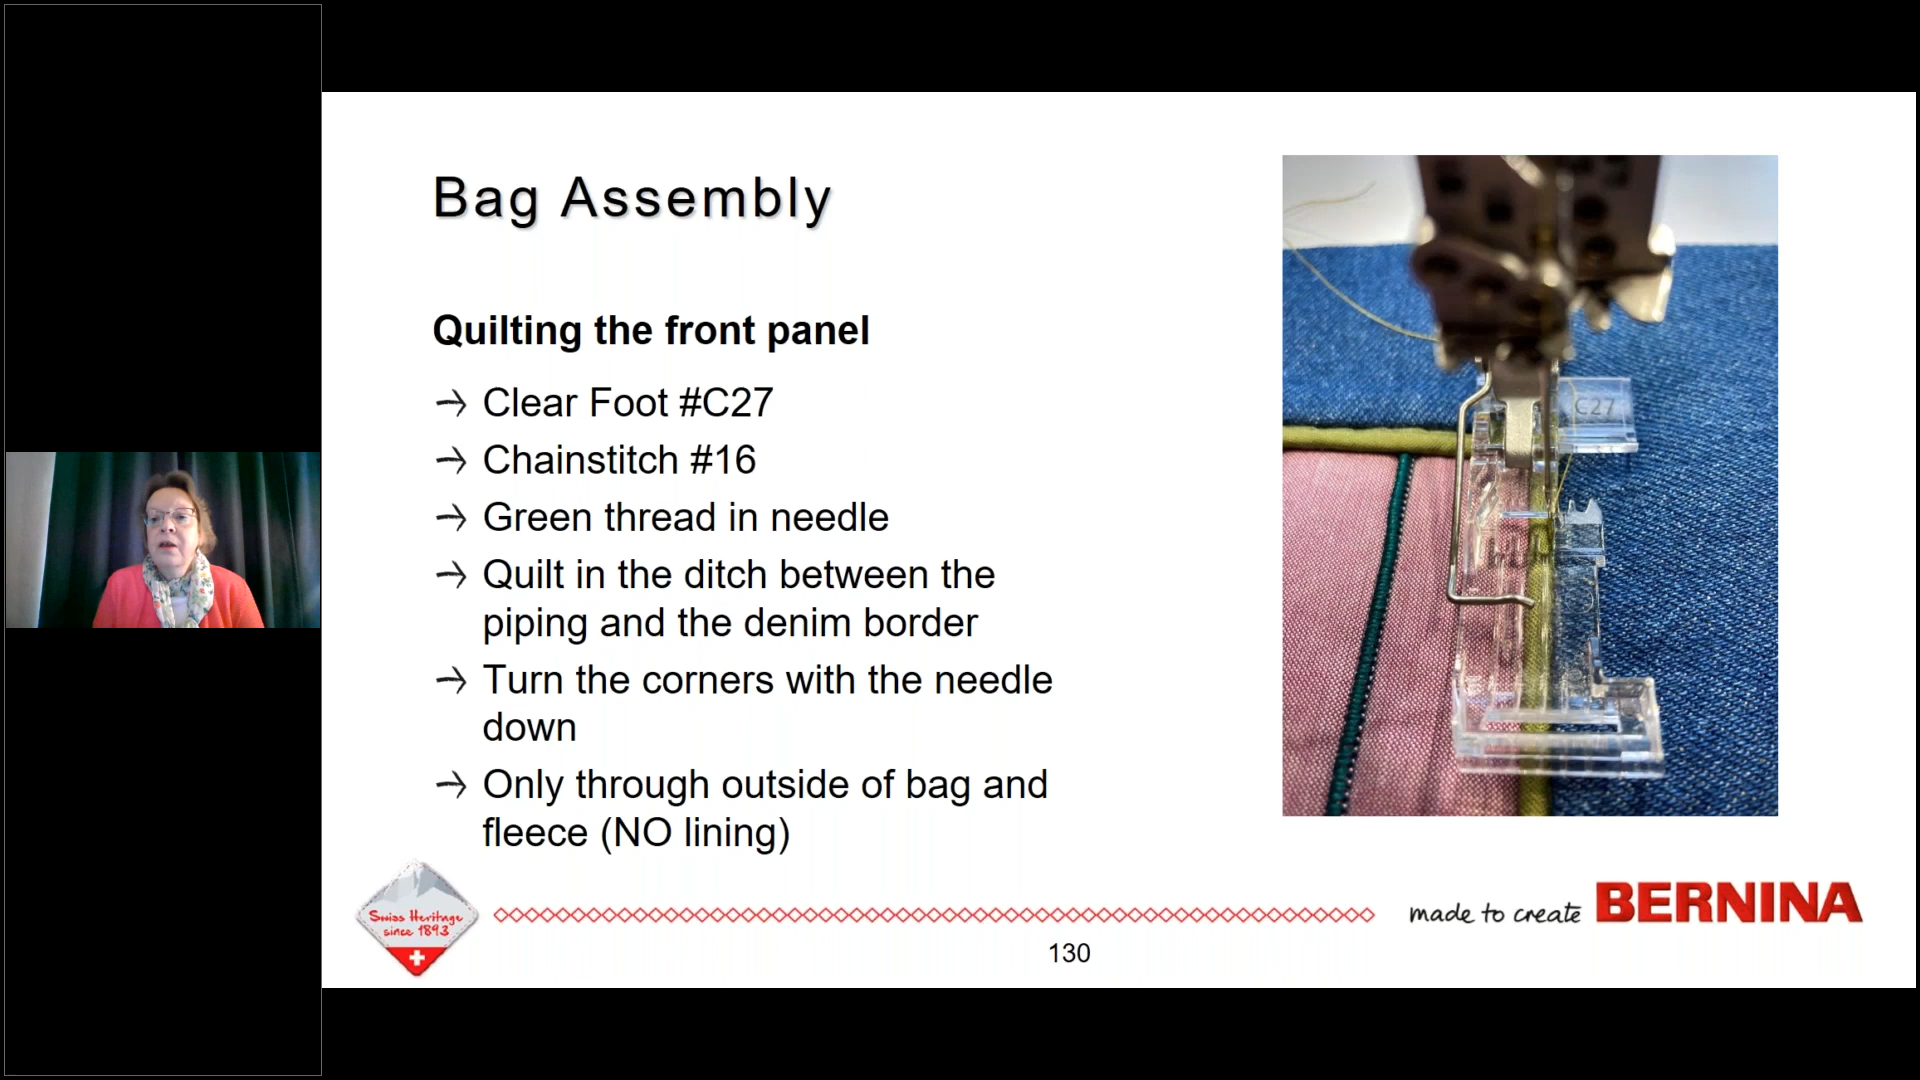 Bag Assembly
Quilting the front panel
→ Clear Foot #C27
→ Chainstitch #16
→ Green thread in needle
→ Quilt in the ditch between the
piping and the denim border
→ Turn the corners with the needle
down
→ Only through outside of bag and
fleece (NO lining)
C27
Swiss Heritage
since 1893
made to create BERNINA
130